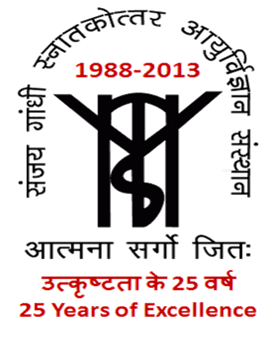 संजय गांधी स्नातकोत्तर आयुर्विज्ञान संस्थान
1988-2013
आत्मना सर्गो जितः
उत्कृष्टता के 25 वर्ष
25 Years of Excellence